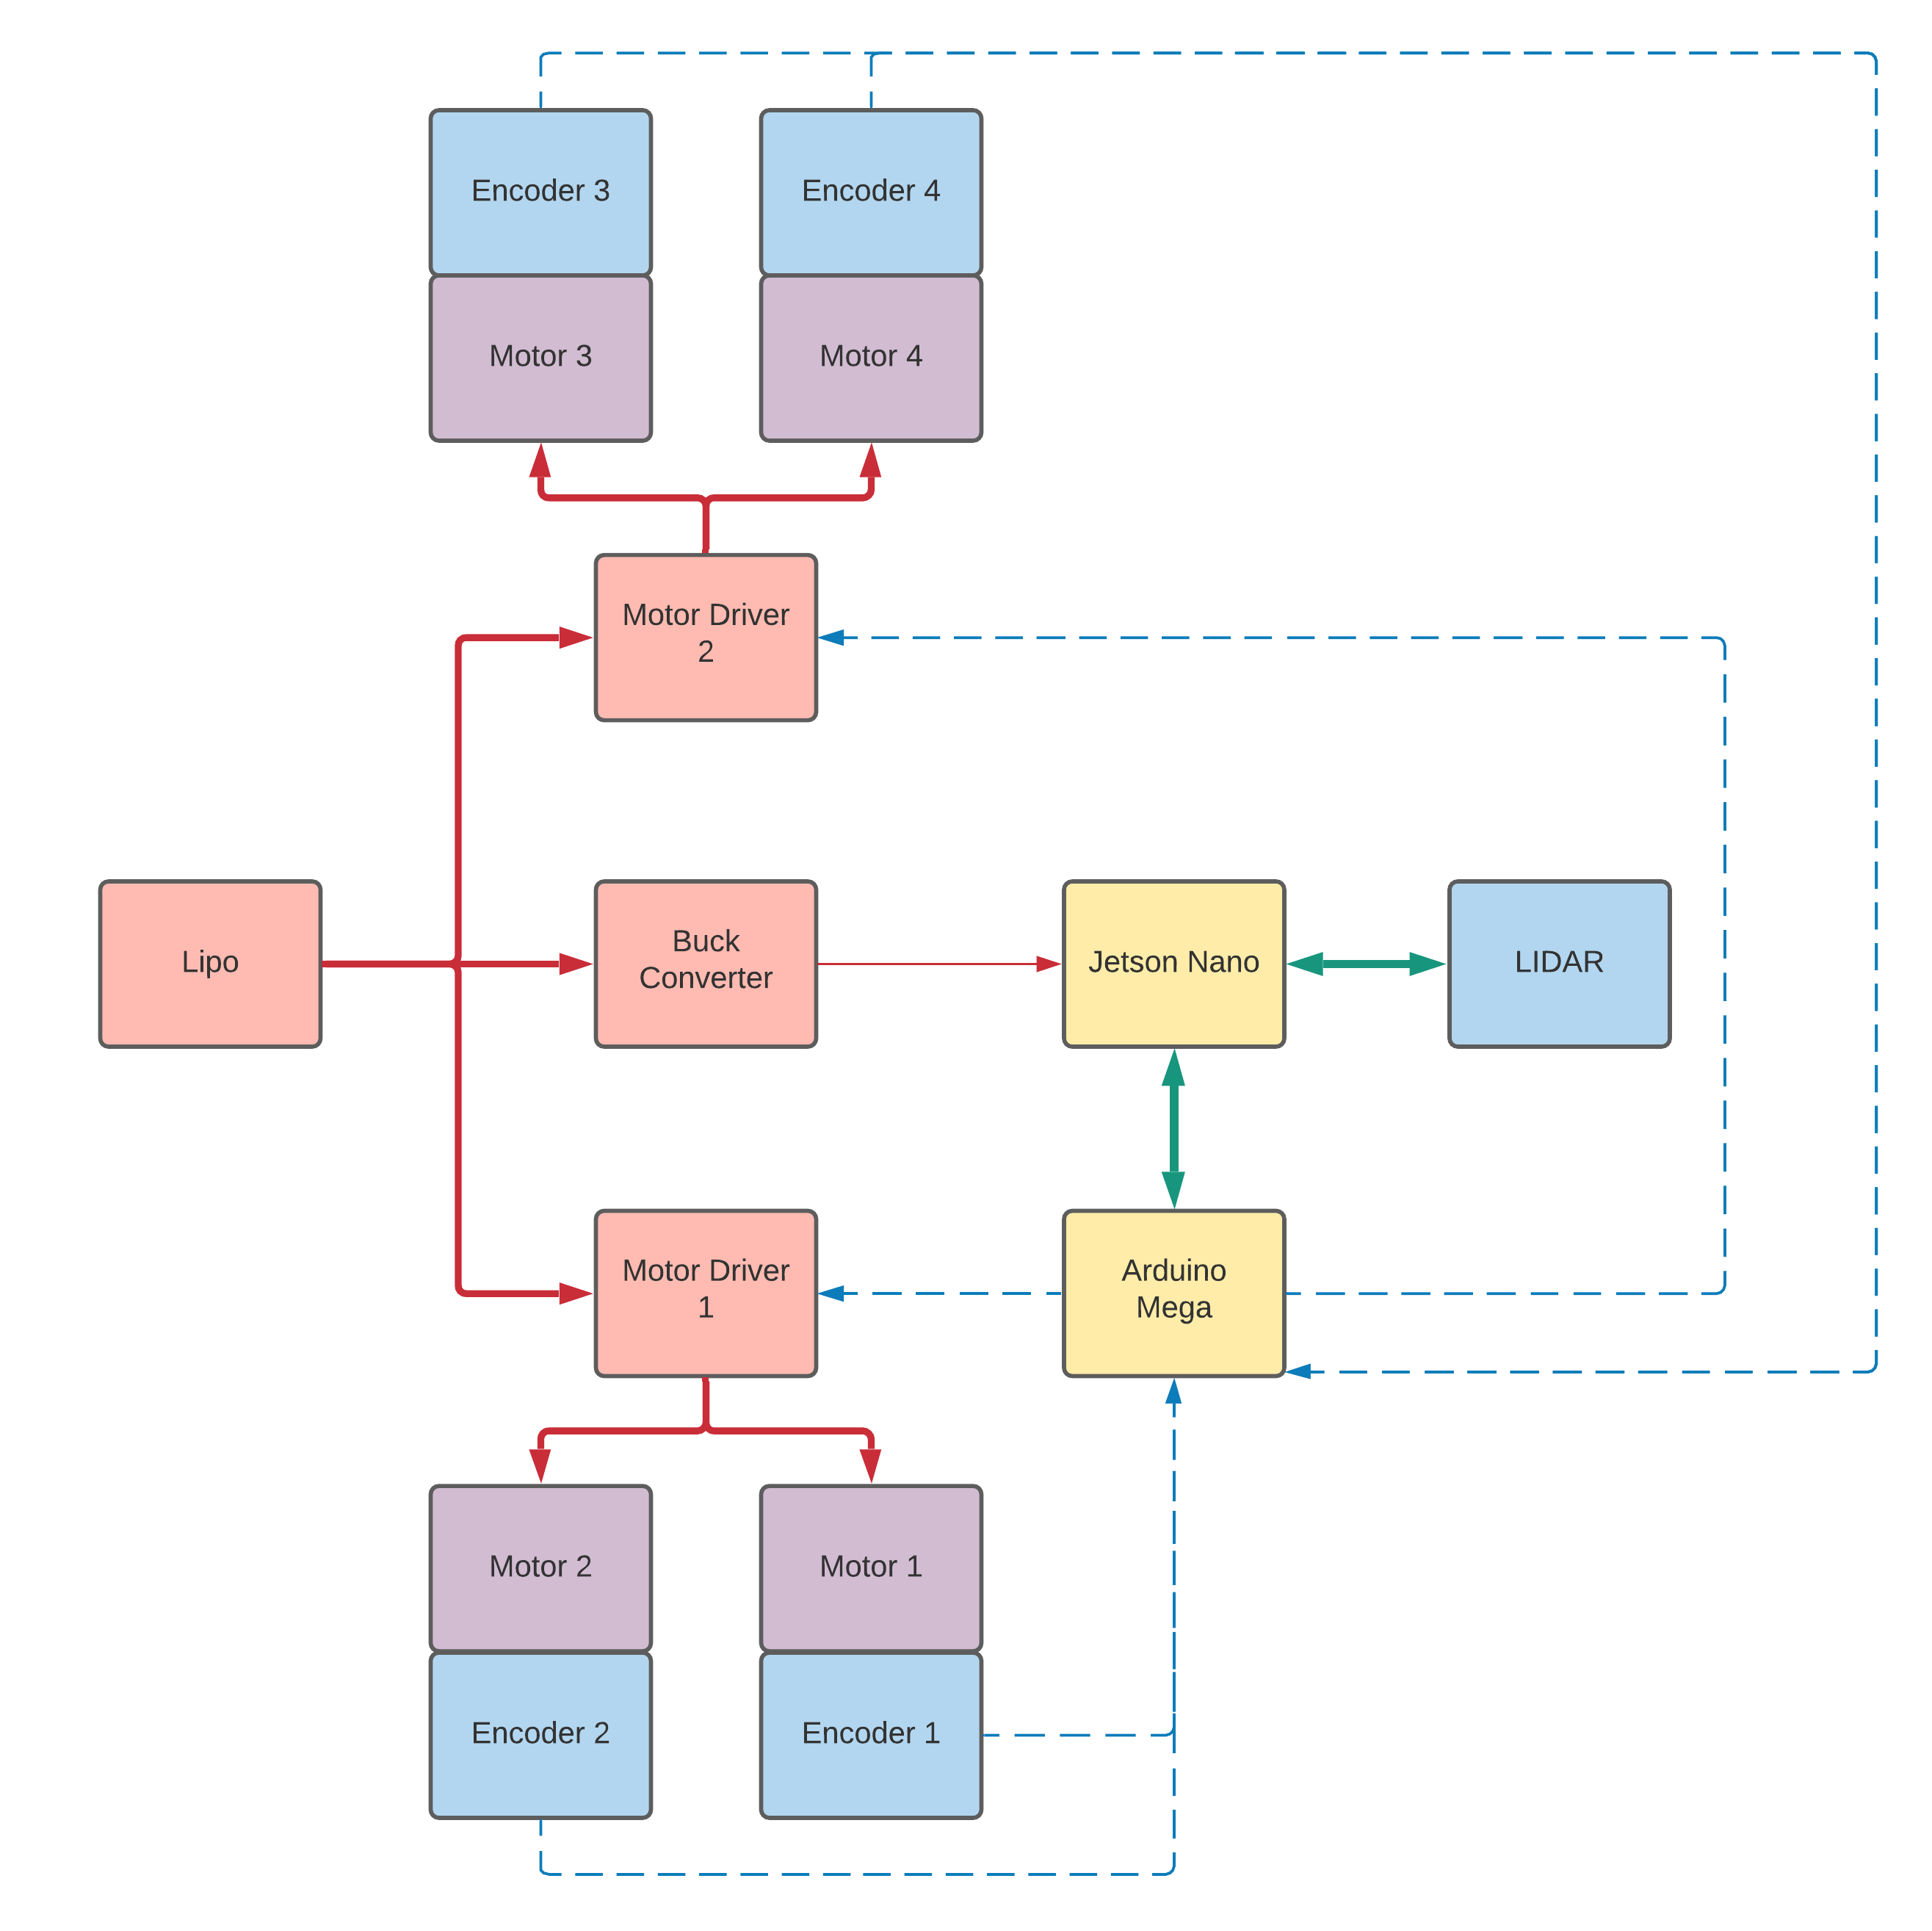 Encoder 3
Encoder 4
Motor 3
Motor 4
Motor Driver
2
Lipo
Buck
Converter
Jetson Nano
LIDAR
Motor Driver
1
Arduino
Mega
Motor 2
Motor 1
Encoder 2
Encoder 1